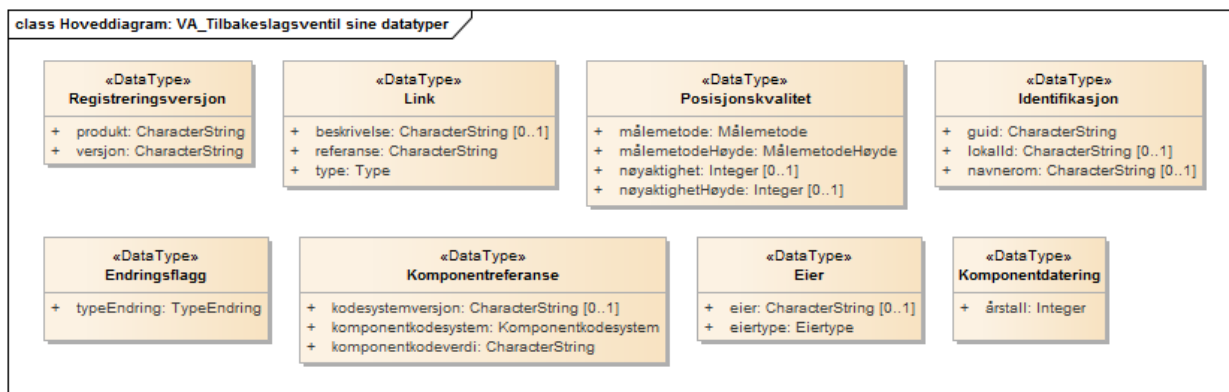 class Hoveddiagram: VA_Tilbakeslagsventil sine datatyper
«DataType»
Registreringsversjon
+ produkt: CharacterString
+ versjon: CharacterString
«DataType»
Link
+ beskrivelse: CharacterString [0..1]
+ referanse: CharacterString
+ type: Type
«DataType»
Posisjonskvalitet
+ målemetode: Målemetode
+ målemetodeHøyde: MålemetodeHøyde
+ nøyaktighet: Integer [0..1]
+ nøyaktighetHøyde: Integer [0..1]
«DataType»
Identifikasjon
+ guid: CharacterString
+ lokalId: CharacterString [0..1]
+ navnerom: CharacterString [0..1]
«DataType»
Endringsflagg
+ typeEndring: TypeEndring
«DataType»
Komponentreferanse
+ kodesystemversjon: CharacterString [0..1]
+ komponentkodesystem: Komponentkodesystem
+ komponentkodeverdi: CharacterString
«DataType»
Eier
+ eier: CharacterString [0..1]
+ eiertype: Eiertype
«DataType»
Komponentdatering
+ årstall: Integer